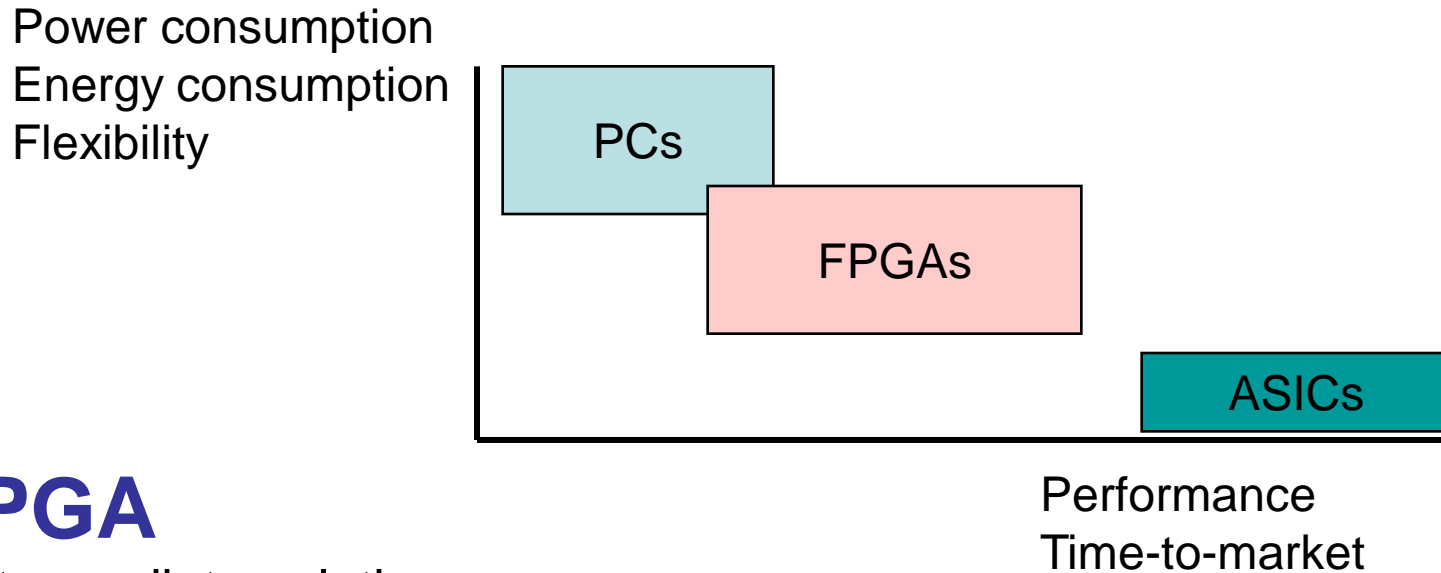 Power consumption
Energy consumption
Flexibility
PCs
FPGAs
ASICs
Performance
Time-to-market
PGA